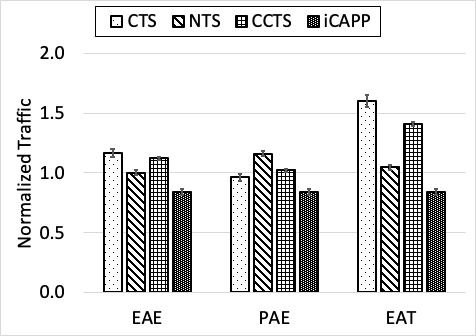 CTS NTS CCTS iCAPP
2.0
1.5
1.0
0.5
0.0
Normalized Traffic
EAE PAE EAT